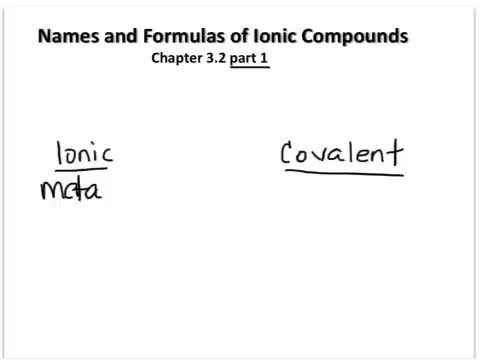 Names and Formulas of Ionic Compounds
Chapter 3.2 part 1
Ionic Covalent
meta